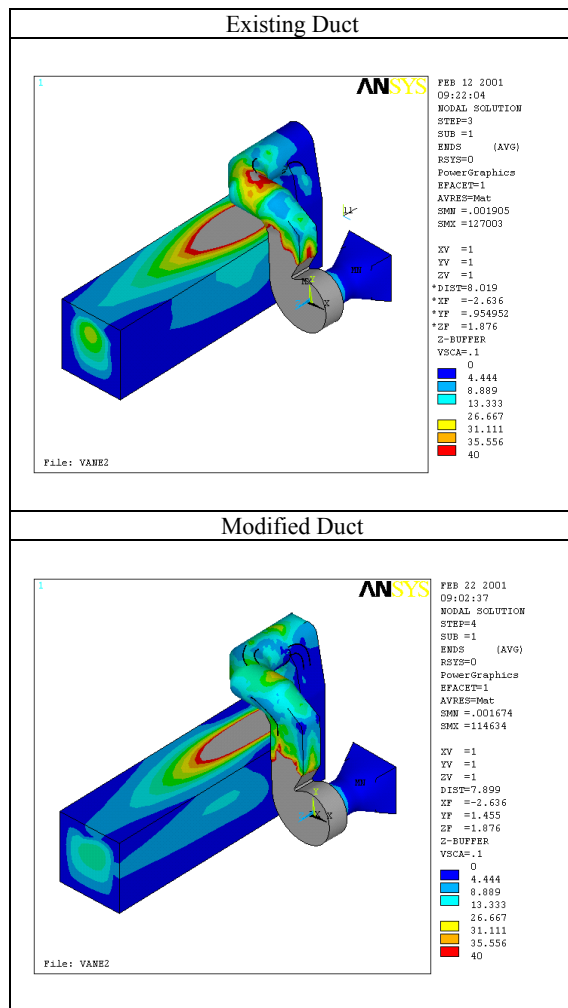 Existing Duct
1
ANSYS
FEB 12 2001
09:22:04
NODAL SOLUTION
STEP=3
SUB =1
ENDS (AVG)
RSYS=0
PowerGraphics
EFACET=1
AVRES=Mat
SMN =.001905
SMX =127003
XV =1
YV =1
ZV =1
*DIST=8.019
*XF =-2.636
*YF =.954952
*ZF =1.876
Z-BUFFER
VSCA=.1
0
4.444
8.889
13.333
26.667
31.111
35.556
40
MX
Y
X
MN
File: VANE2
Modified Duct
1
ANSYS
FEB 22 2001
09:02:37
NODAL SOLUTION
STEP=4
SUB =1
ENDS (AVG)
RSYS=0
PowerGraphics
EFACET=1
AVRES=Mat
SMN =.001674
SMX =114634
XV =1
YV =1
ZV =1
DIST=7.899
XF =-2.636
YF =1.455
ZF =1.876
Z-BUFFER
VSCA=.1
0
4.444
8.889
13.333
26.667
31.111
35.556
40
Y
X
MN
File: VANE2